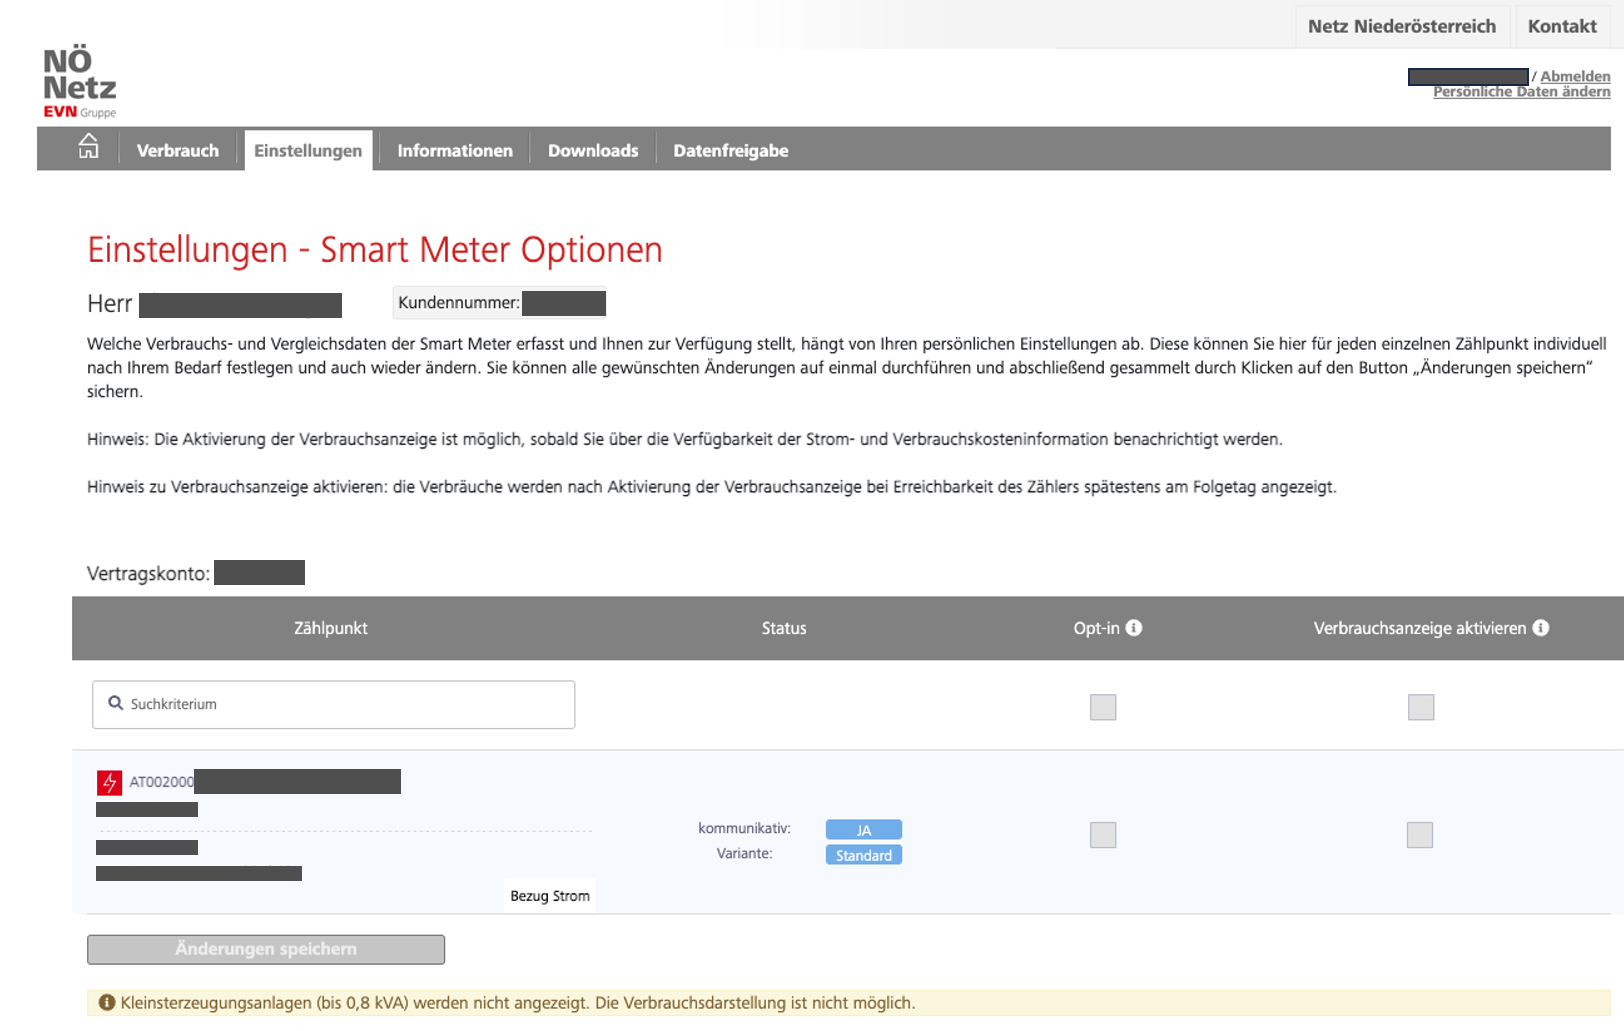 Netz Niederösterreich
Kontakt
NÖ
Netz
EVN Gruppe
/ Abmelden
Persönliche Daten ändern
Verbrauch
Einstellungen
Informationen
Downloads
Datenfreigabe
Einstellungen - Smart Meter Optionen
Herr
Kundennummer:
Welche Verbrauchs- und Vergleichsdaten der Smart Meter erfasst und Ihnen zur Verfügung stellt, hängt von Ihren persönlichen Einstellungen ab. Diese können Sie hier für jeden einzelnen Zählpunkt individuell
nach Ihrem Bedarf festlegen und auch wieder ändern. Sie können alle gewünschten Änderungen auf einmal durchführen und abschließend gesammelt durch Klicken auf den Button „Änderungen speichern“
sichern.
Hinweis: Die Aktivierung der Verbrauchsanzeige ist möglich, sobald Sie über die Verfügbarkeit der Strom- und Verbrauchskosteninformation benachrichtigt werden.
Hinweis zu Verbrauchsanzeige aktivieren: die Verbräuche werden nach Aktivierung der Verbrauchsanzeige bei Erreichbarkeit des Zählers spätestens am Folgetag angezeigt.
Vertragskonto:
Zählpunkt
Status
Opt-in
Verbrauchsanzeige aktivieren
Suchkriterium
AT002000
kommunikativ: JA
Variante: Standard
Bezug Strom
Änderungen speichern
Kleinsterzeugungsanlagen (bis 0,8 kVA) werden nicht angezeigt. Die Verbrauchsdarstellung ist nicht möglich.